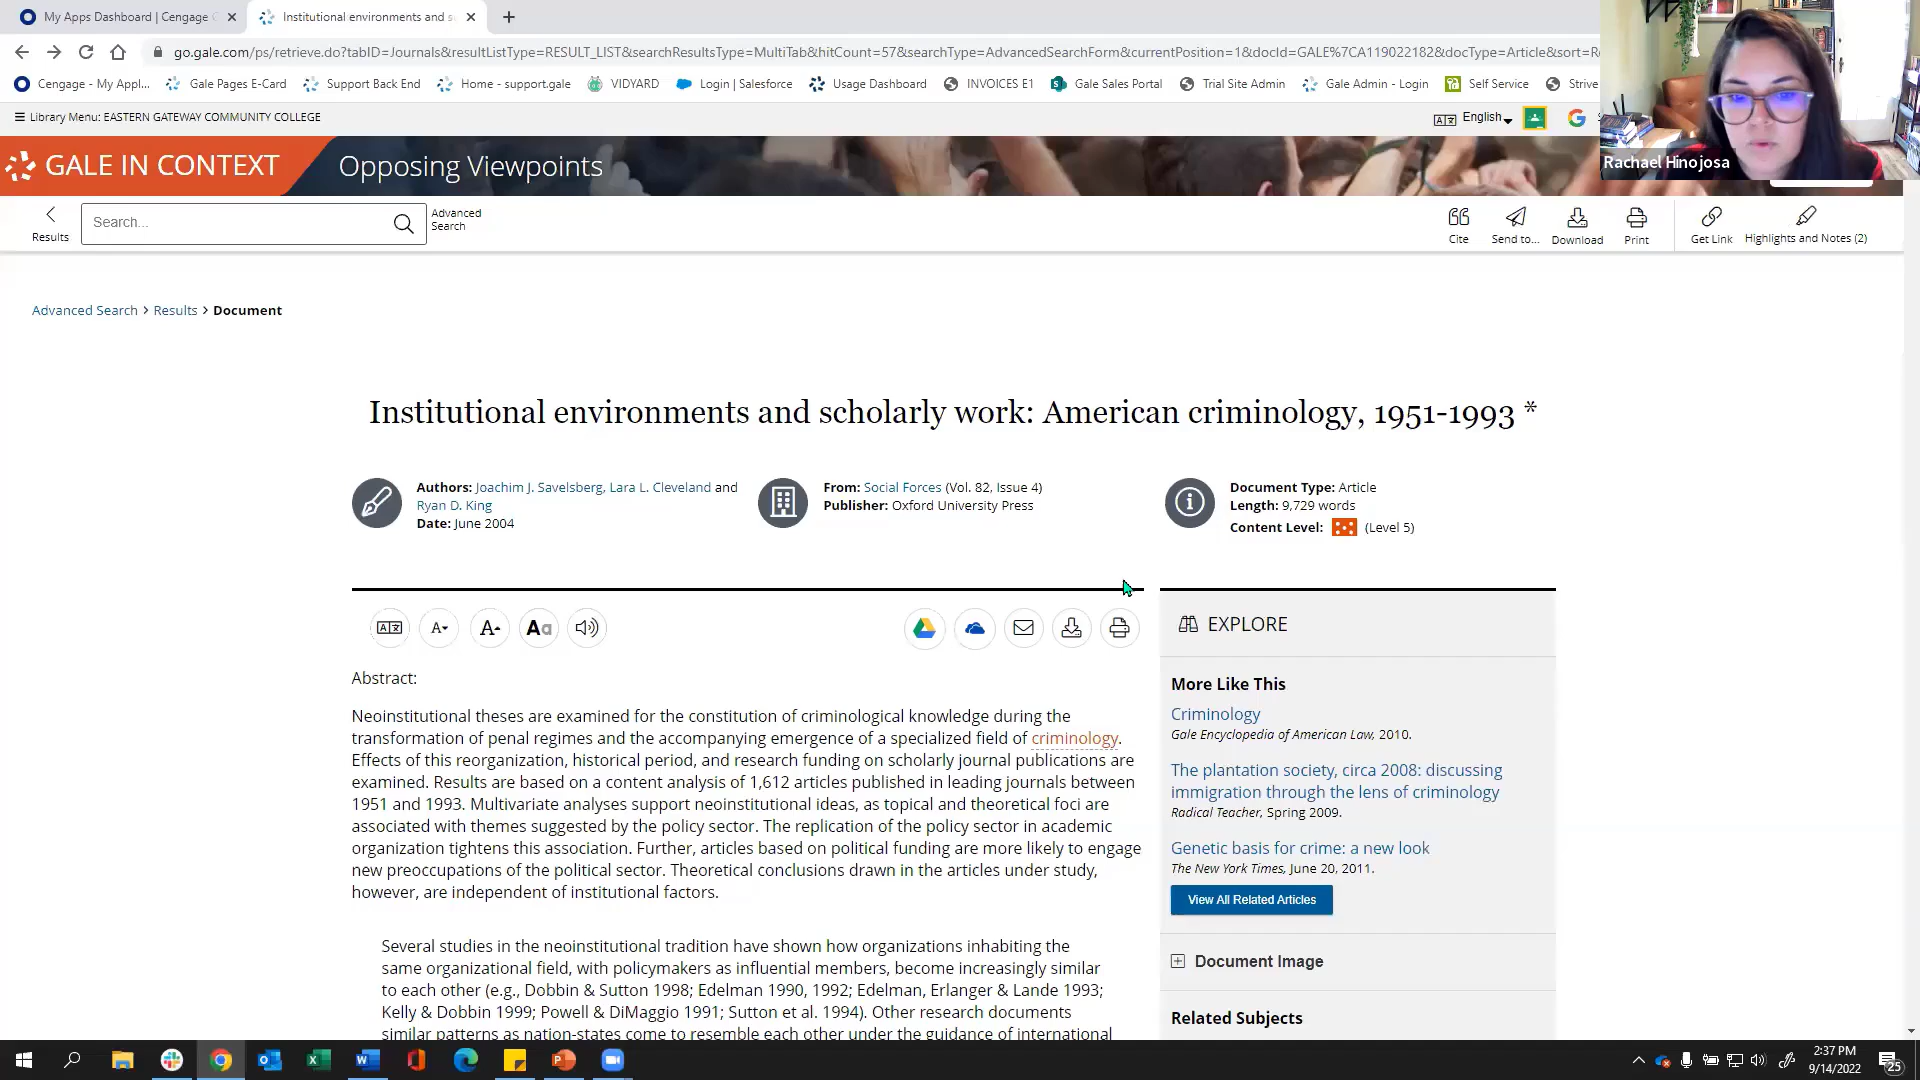 My Apps Dashboard | Cengage
Institutional environments and s
go.gale.com/ps/retrieve.do?tabID=Journals&resultListType=RESULT_LIST&searchResultsType=MultiTab&hitCount=57&searchType=AdvancedSearchForm&currentPosition=1&docId=GALE%7CA119022182&docType=Article&sort=R
Cengage - My Appl...
Gale Pages E-Card
Support Back End
Home - support.gale
VIDYARD
Login | Salesforce
Usage Dashboard
INVOICES E1
Gale Sales Portal
Trial Site Admin
Gale Admin - Login
Self Service
Strive
Library Menu: EASTERN GATEWAY COMMUNITY COLLEGE
English
Rachael Hinojosa
GALE IN CONTEXT
Opposing Viewpoints
Results
Search...
Advanced
Search
Cite
Send to...
Download
Print
Get Link
Highlights and Notes (2)
Advanced Search > Results > Document
Institutional environments and scholarly work: American criminology, 1951-1993 *
Authors: Joachim J. Savelsberg, Lara L. Cleveland and
Ryan D. King
Date: June 2004
From: Social Forces (Vol. 82, Issue 4)
Publisher: Oxford University Press
Document Type: Article
Length: 9,729 words
Content Level: (Level 5)
A
A
Aa
Abstract:
Neoinstitutional theses are examined for the constitution of criminological knowledge during the
transformation of penal regimes and the accompanying emergence of a specialized field of criminology.
Effects of this reorganization, historical period, and research funding on scholarly journal publications are
examined. Results are based on a content analysis of 1,612 articles published in leading journals between
1951 and 1993. Multivariate analyses support neoinstitutional ideas, as topical and theoretical foci are
associated with themes suggested by the policy sector. The replication of the policy sector in academic
organization tightens this association. Further, articles based on political funding are more likely to engage
new preoccupations of the political sector. Theoretical conclusions drawn in the articles under study,
however, are independent of institutional factors.
Several studies in the neoinstitutional tradition have shown how organizations inhabiting the
same organizational field, with policymakers as influential members, become increasingly similar
to each other (e.g., Dobbin & Sutton 1998; Edelman 1990, 1992; Edelman, Erlanger & Lande 1993;
Kelly & Dobbin 1999; Powell & DiMaggio 1991; Sutton et al. 1994). Other research documents
similar patterns as nation-states come to resemble each other under the guidance of international
EXPLORE
More Like This
Criminology
Gale Encyclopedia of American Law, 2010.
The plantation society, circa 2008: discussing
immigration through the lens of criminology
Radical Teacher, Spring 2009.
Genetic basis for crime: a new look
The New York Times, June 20, 2011.
View All Related Articles
Document Image
Related Subjects
2:37 PM
9/14/2022
25